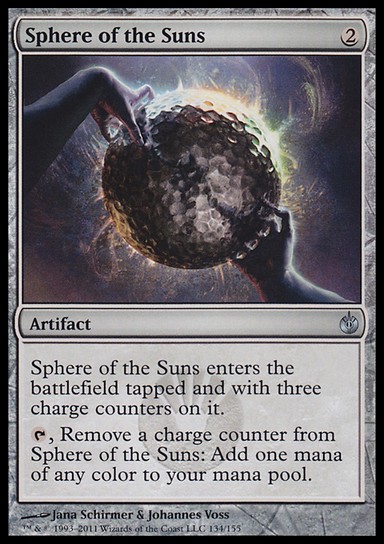 Sphere of the Suns 2
Artifact
Sphere of the Suns enters the
battlefield tapped and with three
charge counters on it.
, Remove a charge counter from
Sphere of the Suns: Add one mana
of any color to your mana pool.
Jana Schirmer & Johannes Voss
™ & © 1993–2011 Wizards of the Coast LLC 134/155